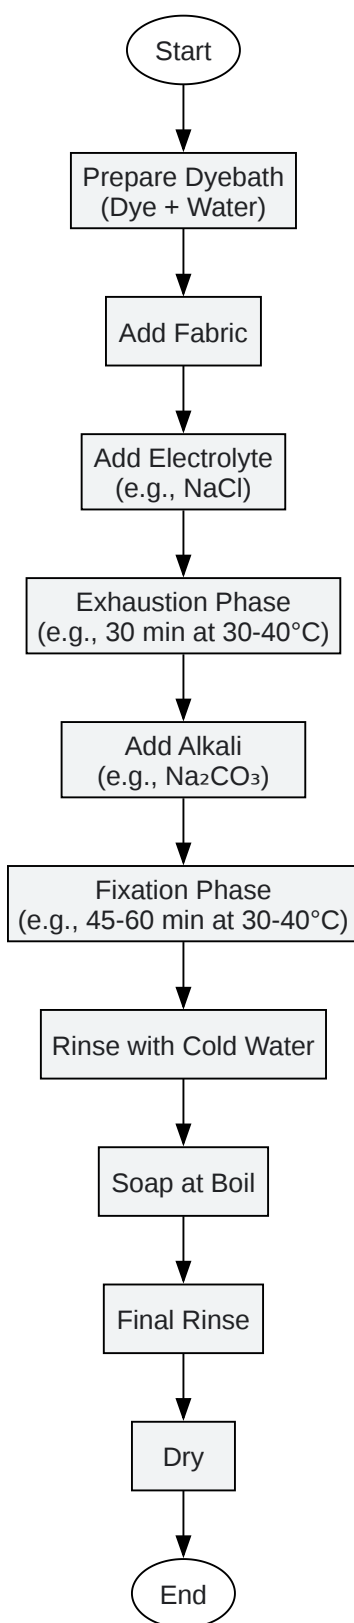 Start
Prepare Dyebath
(Dye + Water)
Add Fabric
Add Electrolyte
(e.g., NaCl)
Exhaustion Phase
(e.g., 30 min at 30-40°C)
Add Alkali
(e.g., Na₂CO₃)
Fixation Phase
(e.g., 45-60 min at 30-40°C)
Rinse with Cold Water
Soap at Boil
Final Rinse
Dry
End